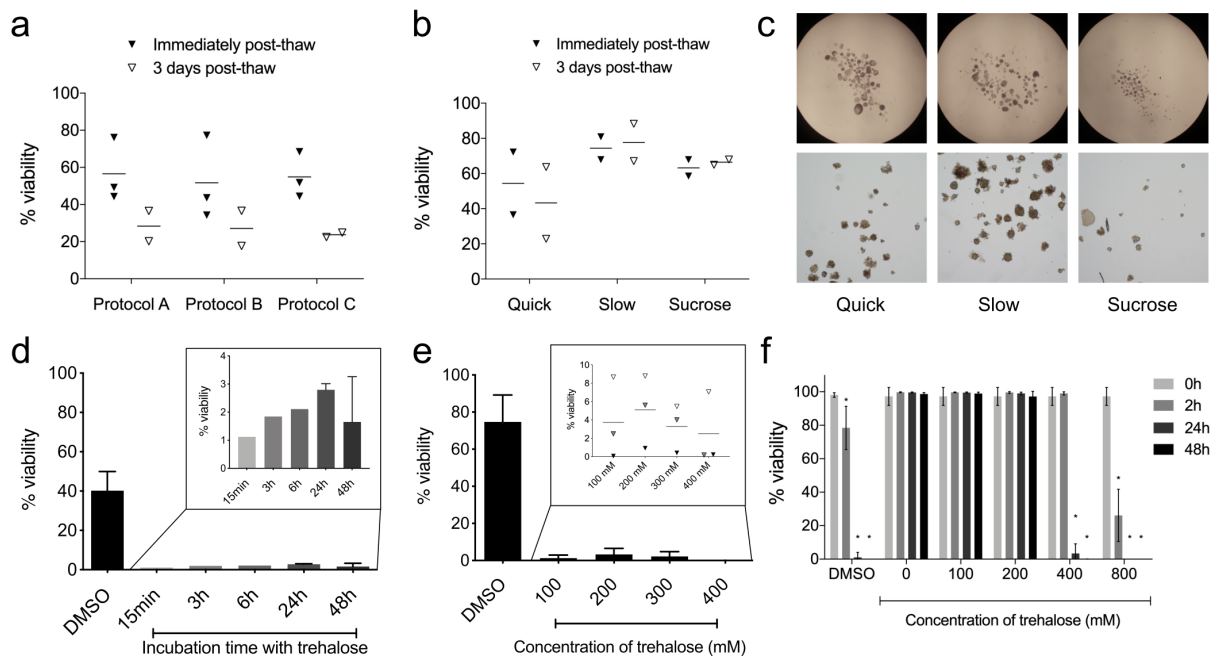 a
Immediately post-thaw
3 days post-thaw
% viability
100
80
60
40
20
0
Protocol A Protocol B Protocol C
b
Immediately post-thaw
3 days post-thaw
% viability
100
80
60
40
20
0
Quick Slow Sucrose
c
Quick Slow Sucrose
d
% viability
100
80
60
40
20
0
DMSO 15min 3h 6h 24h 48h
Incubation time with trehalose
% viability
4
3
2
1
0
15min 3h 6h 24h 48h
e
% viability
100
80
60
40
20
0
DMSO 100 200 300 400
Concentration of trehalose (mM)
% viability
10
8
6
4
2
0
100 mM 200 mM 300 mM 400 mM
f
% viability
100
80
60
40
20
0
* * * * * * * *
DMSO 0 100 200 400 800
Concentration of trehalose (mM)
0h
2h
24h
48h